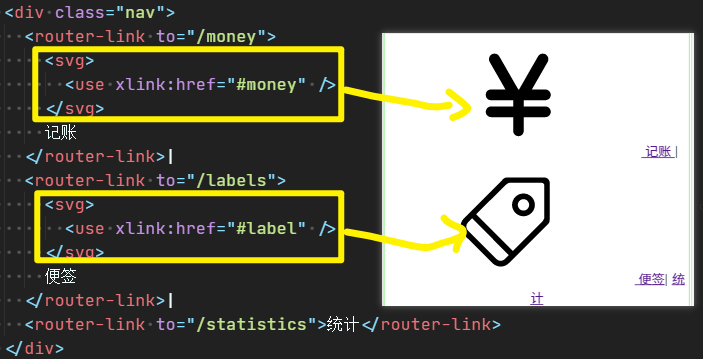 <div class="nav">
<router-link to="/money">
<svg>
<use xlink:href="#money" />
</svg>
记账
</router-link>|
<router-link to="/labels">
<svg>
<use xlink:href="#label" />
</svg>
便签
</router-link>|
<router-link to="/statistics">统计</router-link>
</div>
¥
记账 |
便签| 统
计